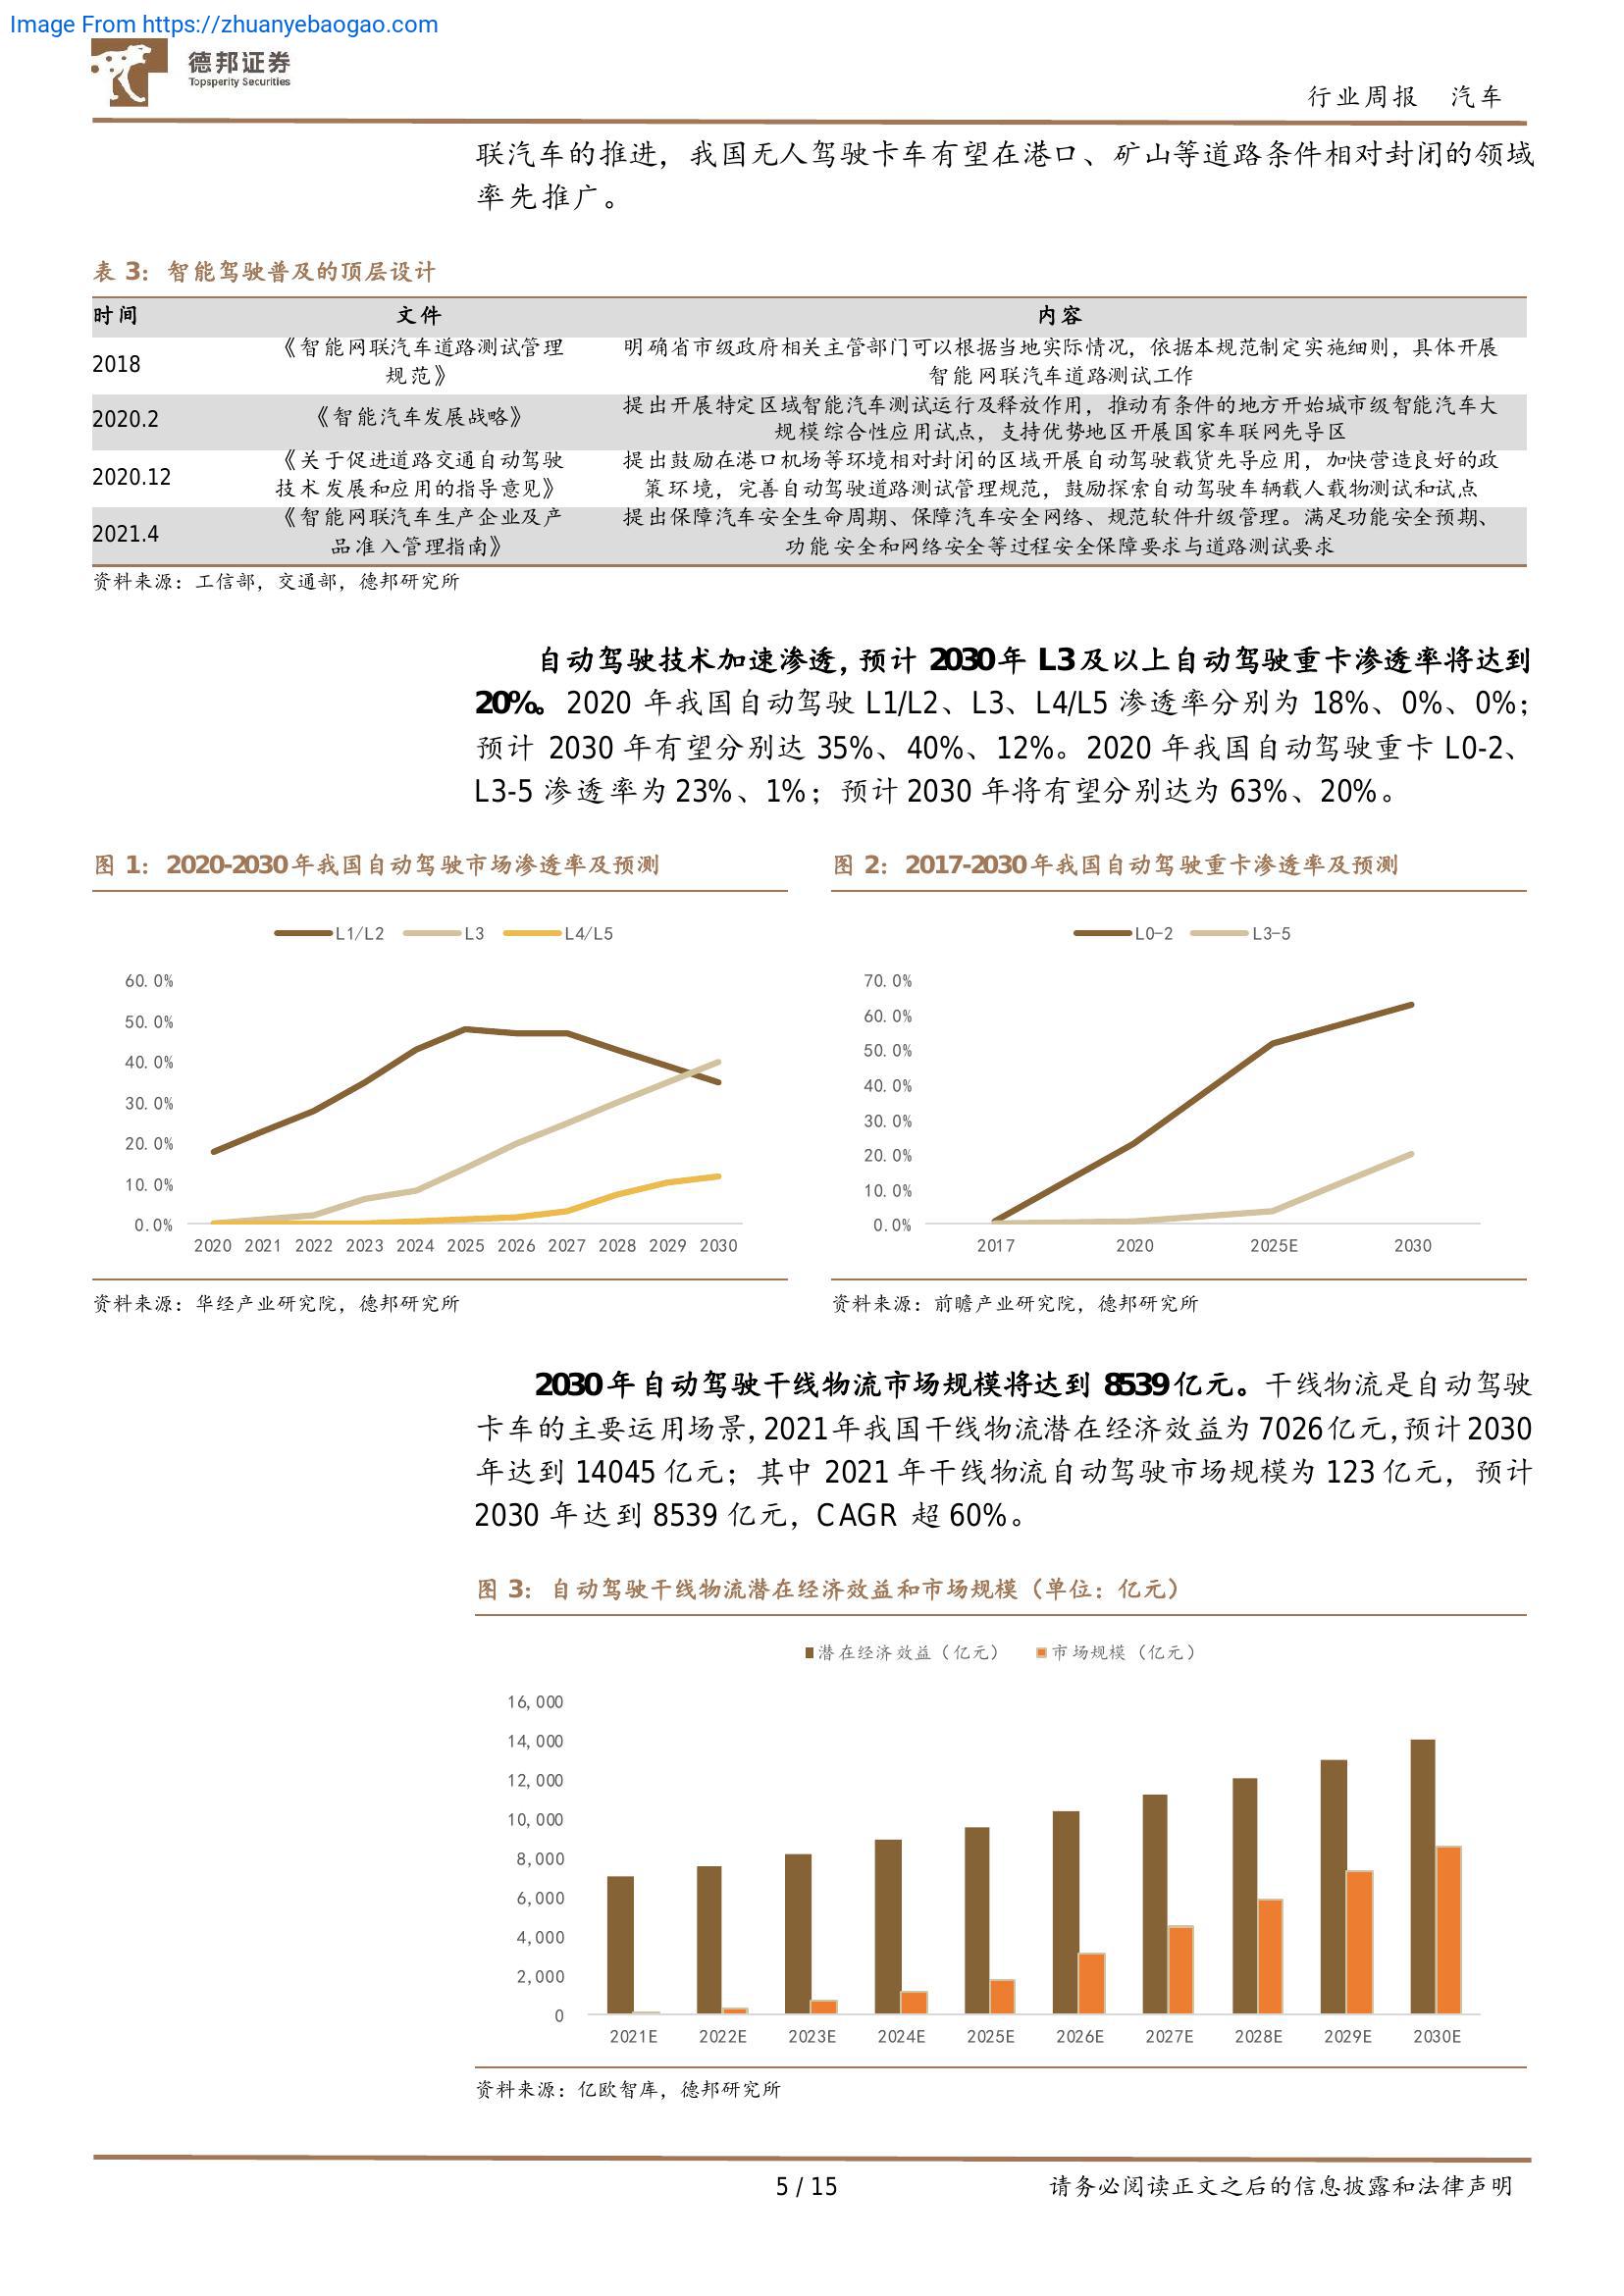 Image From https://zhuanyebaogao.com
德邦证券
Topsperity Securities
行业周报 汽车
联汽车的推进，我国无人驾驶卡车有望在港口、矿山等道路条件相对封闭的领域
率先推广。
表 3：智能驾驶普及的顶层设计
时间 文件 内容
2018 《智能网联汽车道路测试管理规范》 明确省市级政府相关主管部门可以根据当地实际情况，依据本规范制定实施细则，具体开展智能网联汽车道路测试工作
2020.2 《智能汽车发展战略》 提出开展特定区域智能汽车测试运行及释放作用，推动有条件的地方开始城市级智能汽车大规模综合性应用试点，支持优势地区开展国家车联网先导区
2020.12 《关于促进道路交通自动驾驶技术发展和应用的指导意见》 提出鼓励在港口机场等环境相对封闭的区域开展自动驾驶载货先导应用，加快营造良好的政策环境，完善自动驾驶道路测试管理规范，鼓励探索自动驾驶车辆载人载物测试和试点
2021.4 《智能网联汽车生产企业及产品准入管理指南》 提出保障汽车安全生命周期、保障汽车安全网络、规范软件升级管理。满足功能安全预期、功能安全和网络安全等过程安全保障要求与道路测试要求
资料来源：工信部，交通部，德邦研究所
自动驾驶技术加速渗透，预计 2030 年 L3 及以上自动驾驶重卡渗透率将达到
20%。2020 年我国自动驾驶 L1/L2、L3、L4/L5 渗透率分别为 18%、0%、0%；
预计 2030 年有望分别达 35%、40%、12%。2020 年我国自动驾驶重卡 L0-2、
L3-5 渗透率为 23%、1%；预计 2030 年将有望分别达为 63%、20%。
图 1：2020-2030 年我国自动驾驶市场渗透率及预测
L1/L2 L3 L4/L5
60.0%
50.0%
40.0%
30.0%
20.0%
10.0%
0.0%
2020 2021 2022 2023 2024 2025 2026 2027 2028 2029 2030
资料来源：华经产业研究院，德邦研究所
图 2：2017-2030 年我国自动驾驶重卡渗透率及预测
L0-2 L3-5
70.0%
60.0%
50.0%
40.0%
30.0%
20.0%
10.0%
0.0%
2017 2020 2025E 2030
资料来源：前瞻产业研究院，德邦研究所
2030 年自动驾驶干线物流市场规模将达到 8539 亿元。干线物流是自动驾驶
卡车的主要运用场景，2021 年我国干线物流潜在经济效益为 7026 亿元，预计 2030
年达到 14045 亿元；其中 2021 年干线物流自动驾驶市场规模为 123 亿元，预计
2030 年达到 8539 亿元，CAGR 超 60%。
图 3：自动驾驶干线物流潜在经济效益和市场规模（单位：亿元）
潜在经济效益（亿元） 市场规模（亿元）
16,000
14,000
12,000
10,000
8,000
6,000
4,000
2,000
0
2021E 2022E 2023E 2024E 2025E 2026E 2027E 2028E 2029E 2030E
资料来源：亿欧智库，德邦研究所
5 / 15
请务必阅读正文之后的信息披露和法律声明